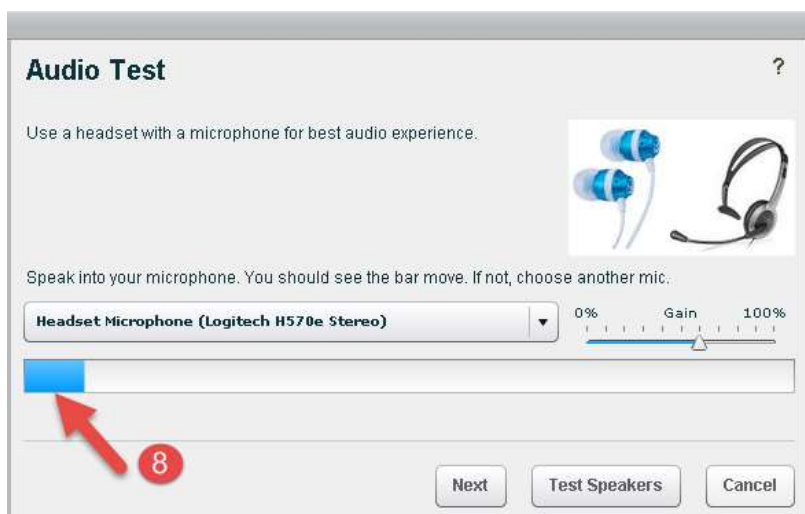 Audio Test
?
Use a headset with a microphone for best audio experience.
Speak into your microphone. You should see the bar move. If not, choose another mic.
Headset Microphone (Logitech H570e Stereo)
0% Gain 100%
8
Next Test Speakers Cancel